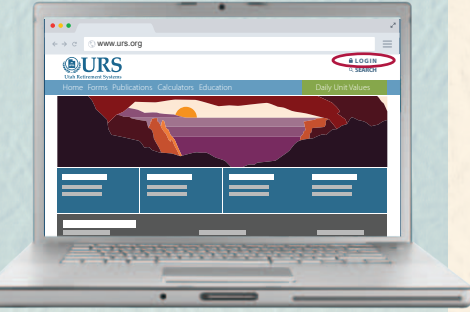 www.urs.org
URS
Utah Retirement Systems
LOGIN
SEARCH
Home Forms Publications Calculators Education
Daily Unit Values